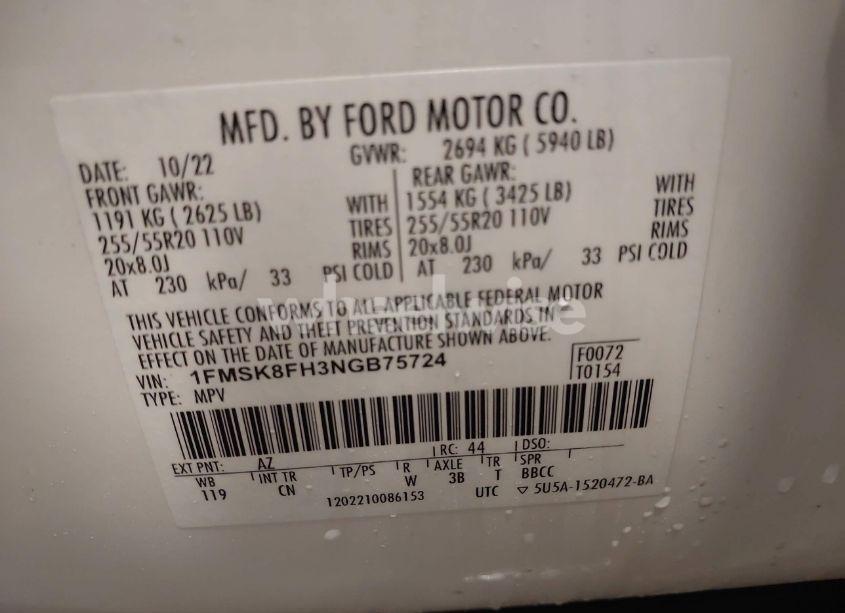 MFD. BY FORD MOTOR CO.
DATE: 10/22 GVWR: 2694 KG ( 5940 LB)
FRONT GAWR: REAR GAWR:
1191 KG ( 2625 LB) WITH 1554 KG ( 3425 LB) WITH
255/55R20 110V TIRES 255/55R20 110V TIRES
20x8.0J RIMS 20x8.0J RIMS
AT 230 kPa/ 33 PSI COLD AT 230 kPa/ 33 PSI COLD
THIS VEHICLE CONFORMS TO ALL APPLICABLE FEDERAL MOTOR
VEHICLE SAFETY AND THEFT PREVENTION STANDARDS IN
EFFECT ON THE DATE OF MANUFACTURE SHOWN ABOVE.
VIN: 1FMSK8FH3NGB75724 F0072
TYPE: MPV T0154
EXT PNT: AZ RC: 44 DSO:
WB INT TR TP/PS R AXLE TR SPR
119 CN W 3B T BBCC
1202210086153 UTC ▽ 5U5A-1520472-BA